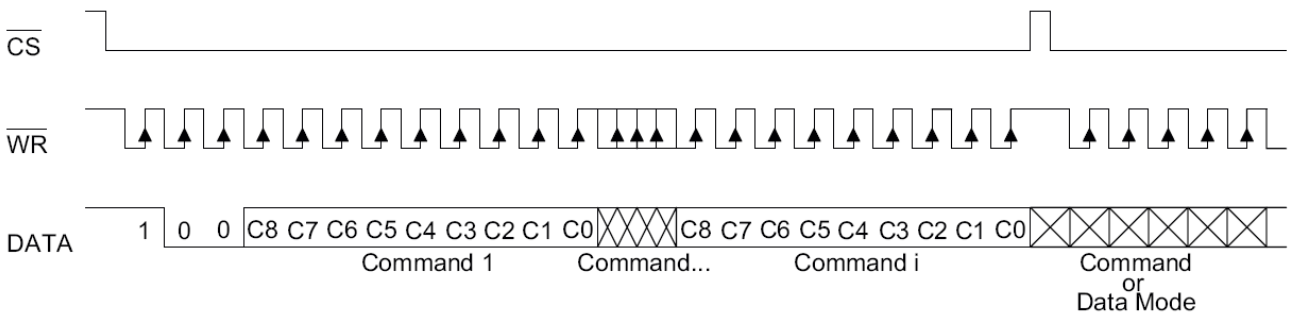 CS
WR
DATA 1 0 0 C8 C7 C6 C5 C4 C3 C2 C1 C0 C8 C7 C6 C5 C4 C3 C2 C1 C0
Command 1 Command... Command i Command
or
Data Mode